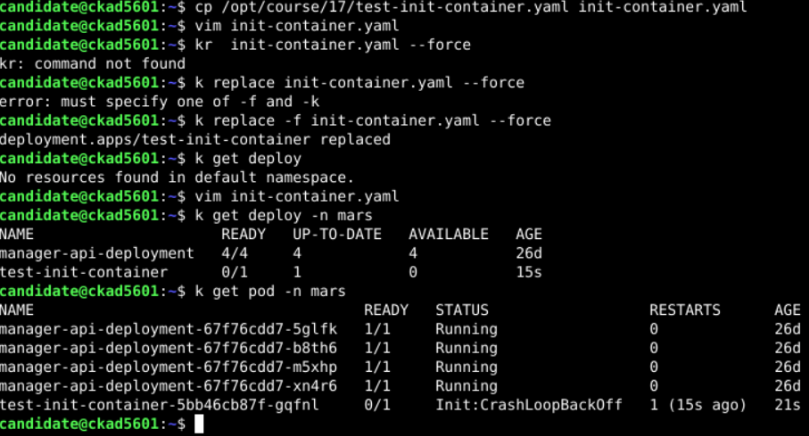 candidate@ckad5601:~$ cp /opt/course/17/test-init-container.yaml init-container.yaml
candidate@ckad5601:~$ vim init-container.yaml
candidate@ckad5601:~$ kr  init-container.yaml --force
kr: command not found
candidate@ckad5601:~$ k replace init-container.yaml --force
error: must specify one of -f and -k
candidate@ckad5601:~$ k replace -f init-container.yaml --force
deployment.apps/test-init-container replaced
candidate@ckad5601:~$ k get deploy
No resources found in default namespace.
candidate@ckad5601:~$ vim init-container.yaml
candidate@ckad5601:~$ k get deploy -n mars
NAME                     READY   UP-TO-DATE   AVAILABLE   AGE
manager-api-deployment   4/4     4            4           26d
test-init-container      0/1     1            0           15s
candidate@ckad5601:~$ k get pod -n mars
NAME                                      READY   STATUS                  RESTARTS      AGE
manager-api-deployment-67f76cdd7-5glfk    1/1     Running                 0             26d
manager-api-deployment-67f76cdd7-b8th6    1/1     Running                 0             26d
manager-api-deployment-67f76cdd7-m5xhp    1/1     Running                 0             26d
manager-api-deployment-67f76cdd7-xn4r6    1/1     Running                 0             26d
test-init-container-5bb46cb87f-gqfnl      0/1     Init:CrashLoopBackOff   1 (15s ago)   21s
candidate@ckad5601:~$